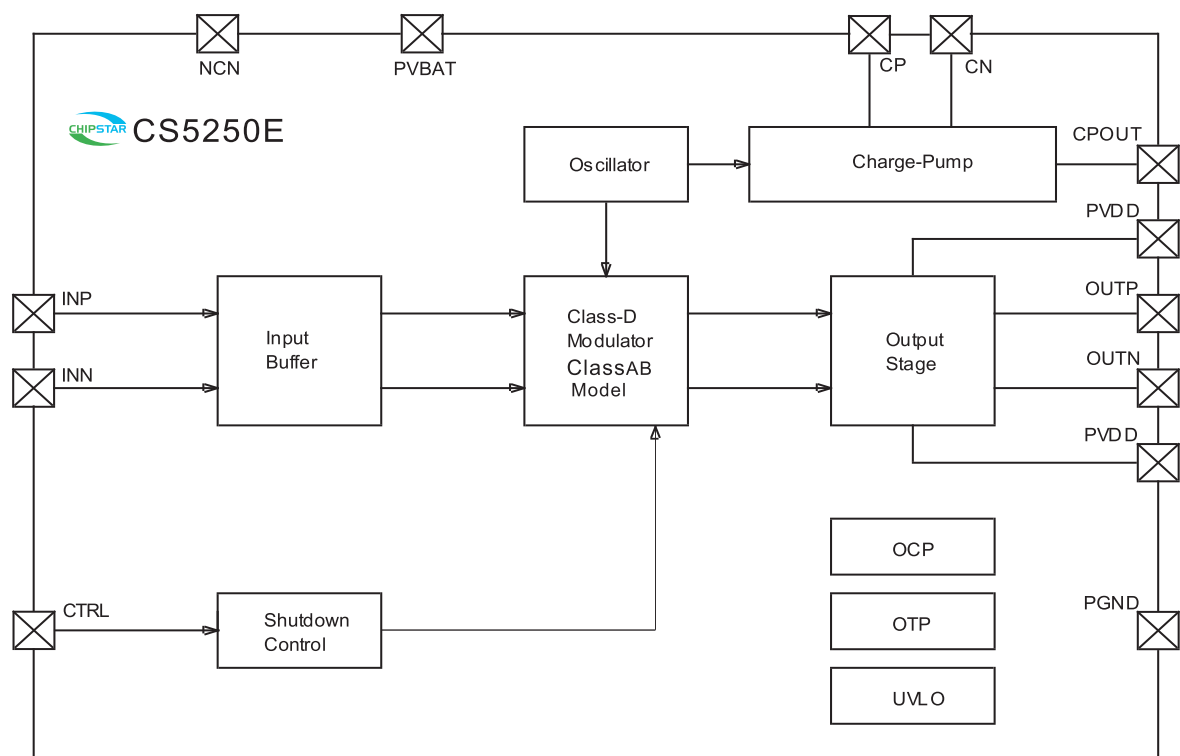 NCN
PVBAT
CP
CN
CHIPSTAR CS5250E
CPOUT
Oscillator
Charge-Pump
PVDD
INP
OUTP
Input
Buffer
Class-D
Modulator
ClassAB
Model
Output
Stage
INN
OUTN
PVDD
OCP
CTRL
Shutdown
Control
OTP
PGND
UVLO